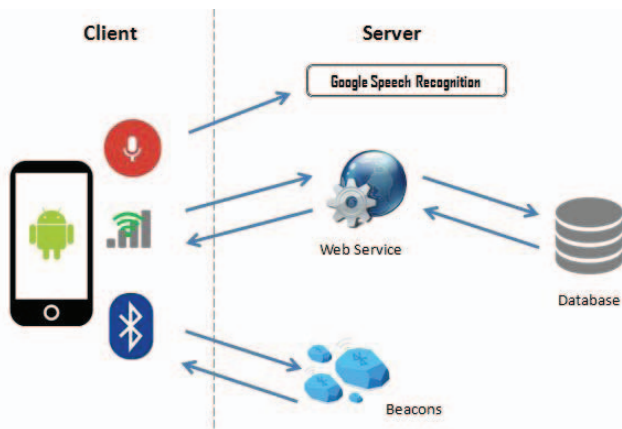 Client
Server
Google Speech Recognition
Web Service
Database
Beacons